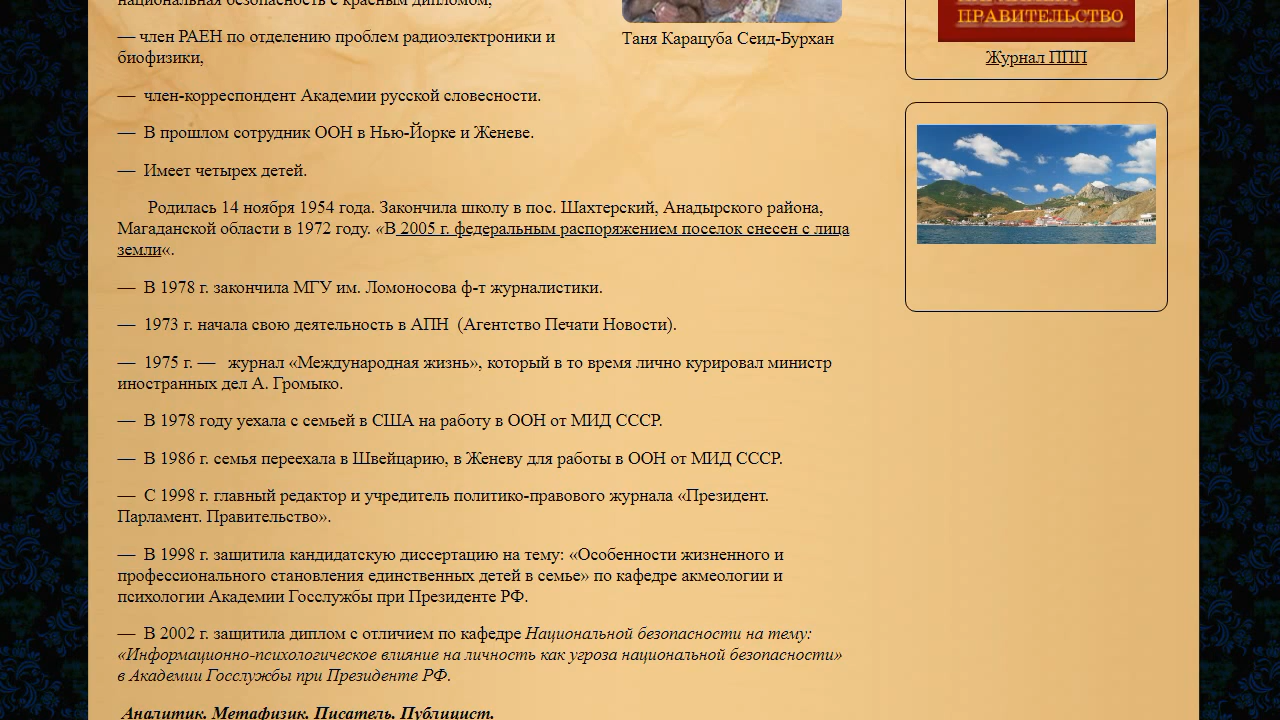 национальная безопасность с красным дипломом,
— член РАЕН по отделению проблем радиоэлектроники и
биофизики,
— член-корреспондент Академии русской словесности.
— В прошлом сотрудник ООН в Нью-Йорке и Женеве.
— Имеет четырех детей.
Родилась 14 ноября 1954 года. Закончила школу в пос. Шахтерский, Анадырского района,
Магаданской области в 1972 году. «В 2005 г. федеральным распоряжением поселок снесен с лица
земли«.
— В 1978 г. закончила МГУ им. Ломоносова ф-т журналистики.
— 1973 г. начала свою деятельность в АПН (Агентство Печати Новости).
— 1975 г. — журнал «Международная жизнь», который в то время лично курировал министр
иностранных дел А. Громыко.
— В 1978 году уехала с семьей в США на работу в ООН от МИД СССР.
— В 1986 г. семья переехала в Швейцарию, в Женеву для работы в ООН от МИД СССР.
— С 1998 г. главный редактор и учредитель политико-правового журнала «Президент.
Парламент. Правительство».
— В 1998 г. защитила кандидатскую диссертацию на тему: «Особенности жизненного и
профессионального становления единственных детей в семье» по кафедре акмеологии и
психологии Академии Госслужбы при Президенте РФ.
— В 2002 г. защитила диплом с отличием по кафедре Национальной безопасности на тему:
«Информационно-психологическое влияние на личность как угроза национальной безопасности»
в Академии Госслужбы при Президенте РФ.
Аналитик. Метафизик. Писатель. Публицист.
Таня Карацуба Сеид-Бурхан
ПРАВИТЕЛЬСТВО
Журнал ППП